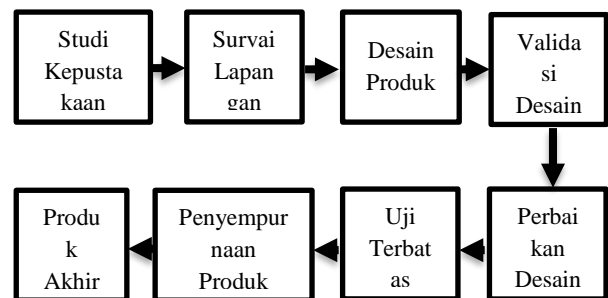 Studi
Kepusta
kaan
Survai
Lapan
gan
Desain
Produk
Valida
si
Desain
Perbai
kan
Desain
Uji
Terbat
as
Penyempur
naan
Produk
Produ
k
Akhir